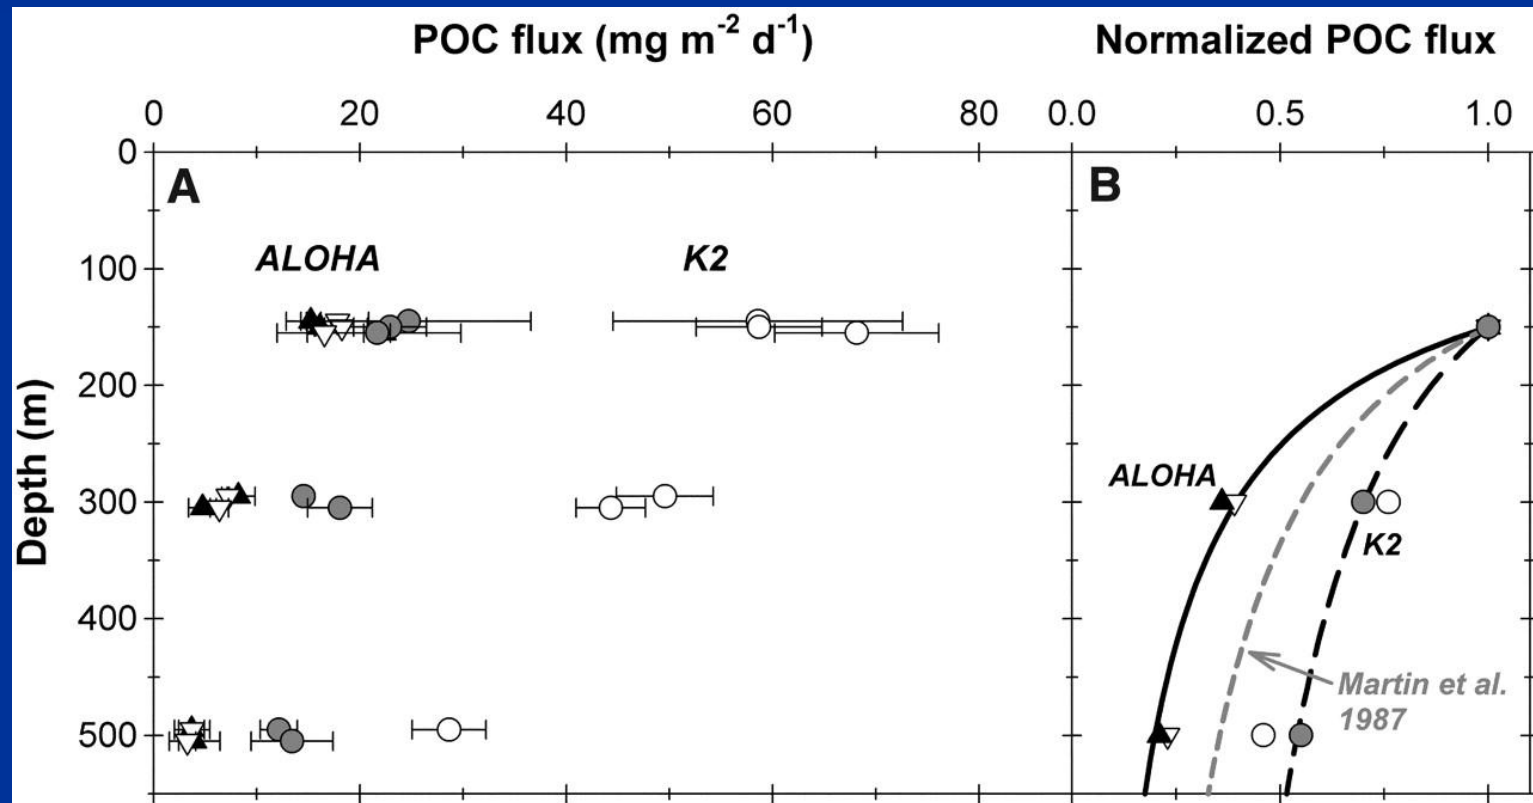 POC flux (mg m⁻² d⁻¹)
Normalized POC flux
0 20 40 60 80
0.0 0.5 1.0
0
100
200
300
400
500
Depth (m)
A
ALOHA
K2
B
ALOHA
K2
Martin et al.
1987